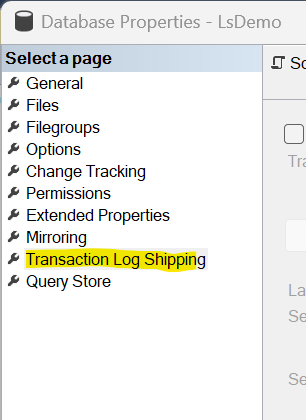 Database Properties - LsDemo
Select a page
General
Files
Filegroups
Options
Change Tracking
Permissions
Extended Properties
Mirroring
Transaction Log Shipping
Query Store